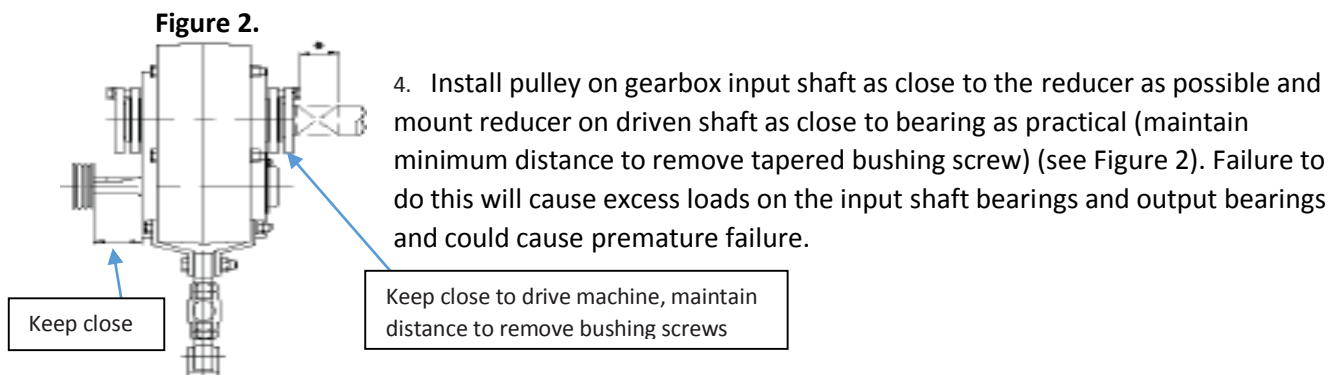 Figure 2.
4. Install pulley on gearbox input shaft as close to the reducer as possible and
mount reducer on driven shaft as close to bearing as practical (maintain
minimum distance to remove tapered bushing screw) (see Figure 2). Failure to
do this will cause excess loads on the input shaft bearings and output bearings
and could cause premature failure.
Keep close to drive machine, maintain
distance to remove bushing screws
Keep close